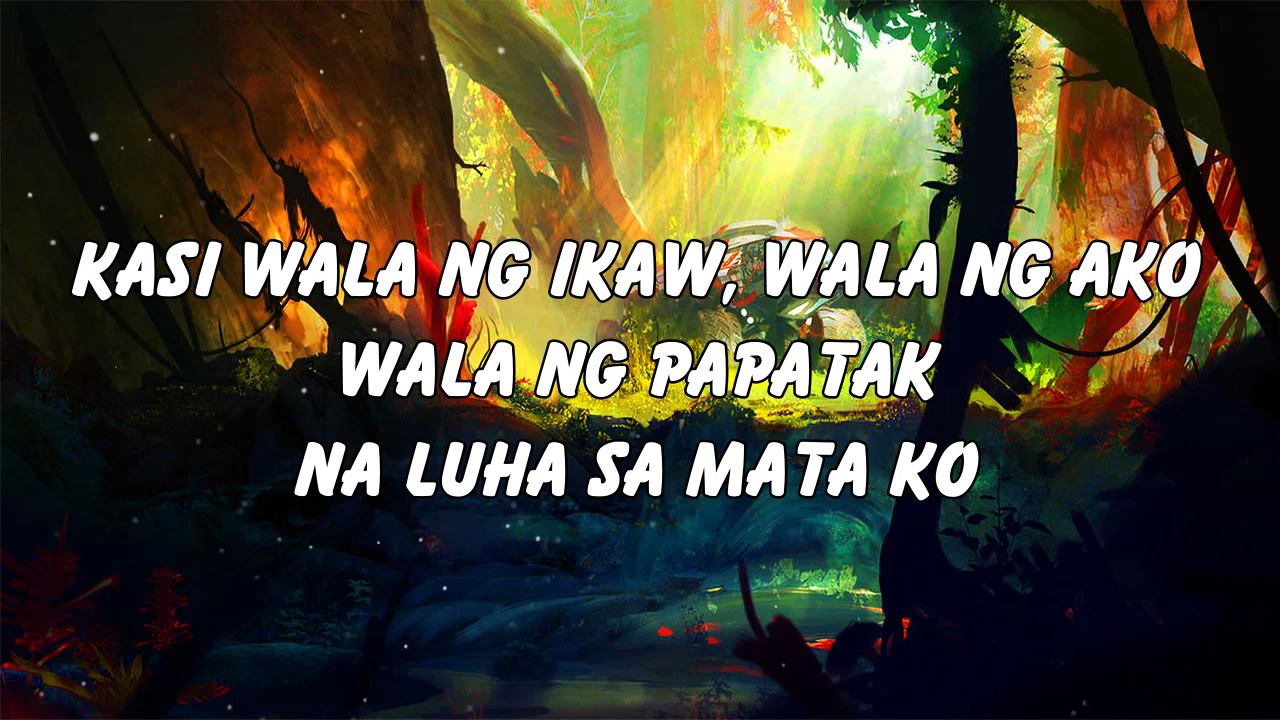 KASI WALA NG IKAW, WALA NG AKO
WALA NG PAPATAK
NA LUHA SA MATA KO